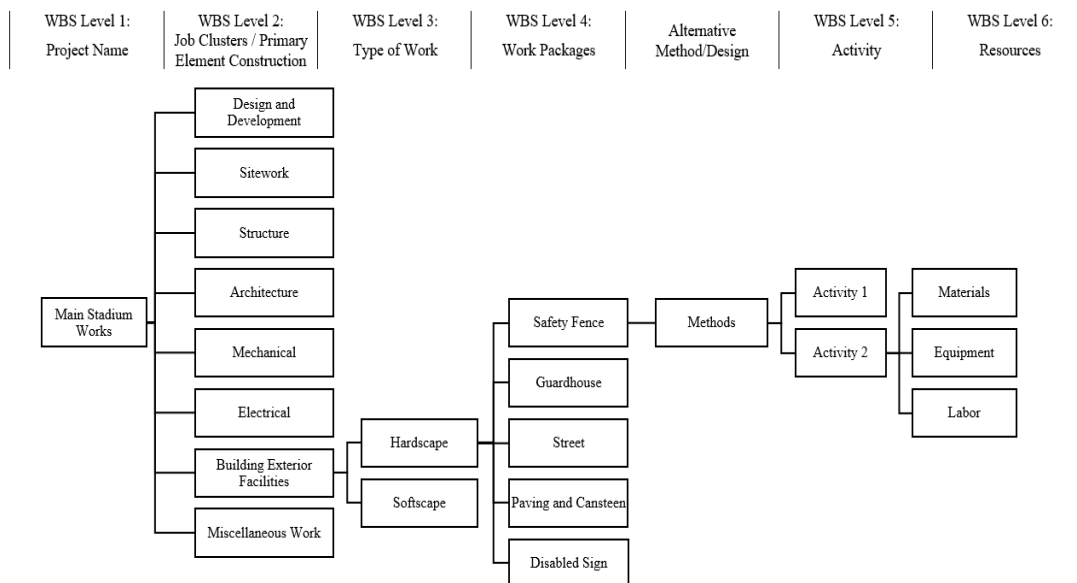 WBS Level 1:
Project Name
WBS Level 2:
Job Clusters / Primary
Element Construction
WBS Level 3:
Type of Work
WBS Level 4:
Work Packages
Alternative
Method/Design
WBS Level 5:
Activity
WBS Level 6:
Resources
Main Stadium
Works
Design and
Development
Sitework
Structure
Architecture
Mechanical
Electrical
Building Exterior
Facilities
Miscellaneous Work
Hardscape
Softscape
Safety Fence
Guardhouse
Street
Paving and Cansteen
Disabled Sign
Methods
Activity 1
Activity 2
Materials
Equipment
Labor